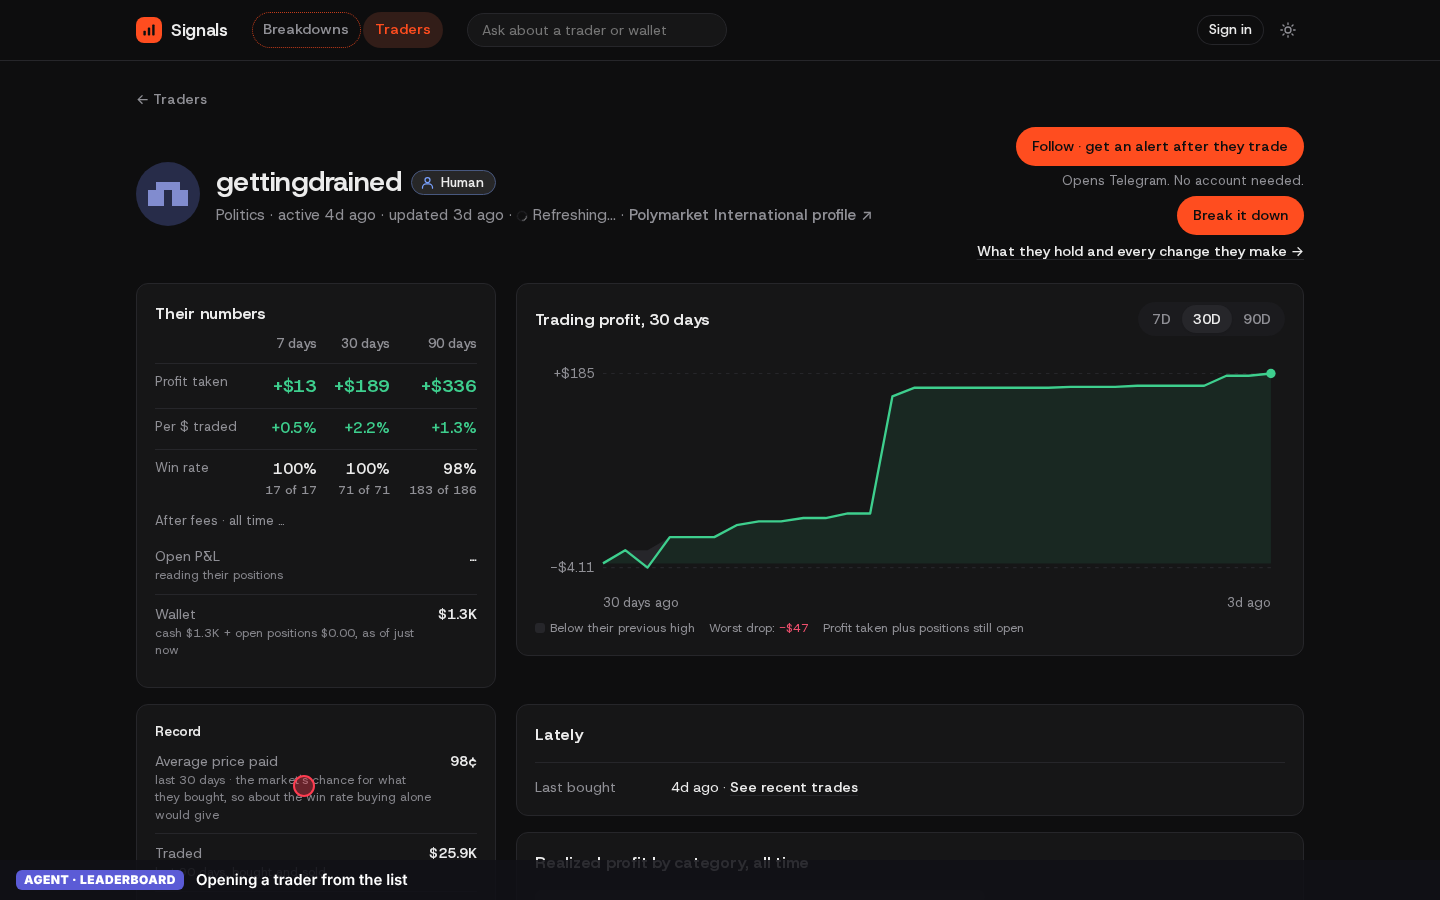 Signals
Breakdowns
Traders
Ask about a trader or wallet
Sign in
← Traders
gettingdrained
Human
Politics · active 4d ago · updated 3d ago · Refreshing... · Polymarket International profile ↗
Follow · get an alert after they trade
Opens Telegram. No account needed.
Break it down
What they hold and every change they make →
Their numbers
7 days 30 days 90 days
Profit taken +$13 +$189 +$336
Per $ traded +0.5% +2.2% +1.3%
Win rate 100% 100% 98%
17 of 17 71 of 71 183 of 186
After fees · all time …
Open P&L …
reading their positions
Wallet $1.3K
cash $1.3K + open positions $0.00, as of just
now
Trading profit, 30 days
7D 30D 90D
+$185
−$4.11
30 days ago 3d ago
Below their previous high Worst drop: −$47 Profit taken plus positions still open
Record
Average price paid 98¢
last 30 days · the market's chance for what
they bought, so about the win rate buying alone
would give
Traded $25.9K
Lately
Last bought 4d ago · See recent trades
Realized profit by category, all time
AGENT · LEADERBOARD Opening a trader from the list